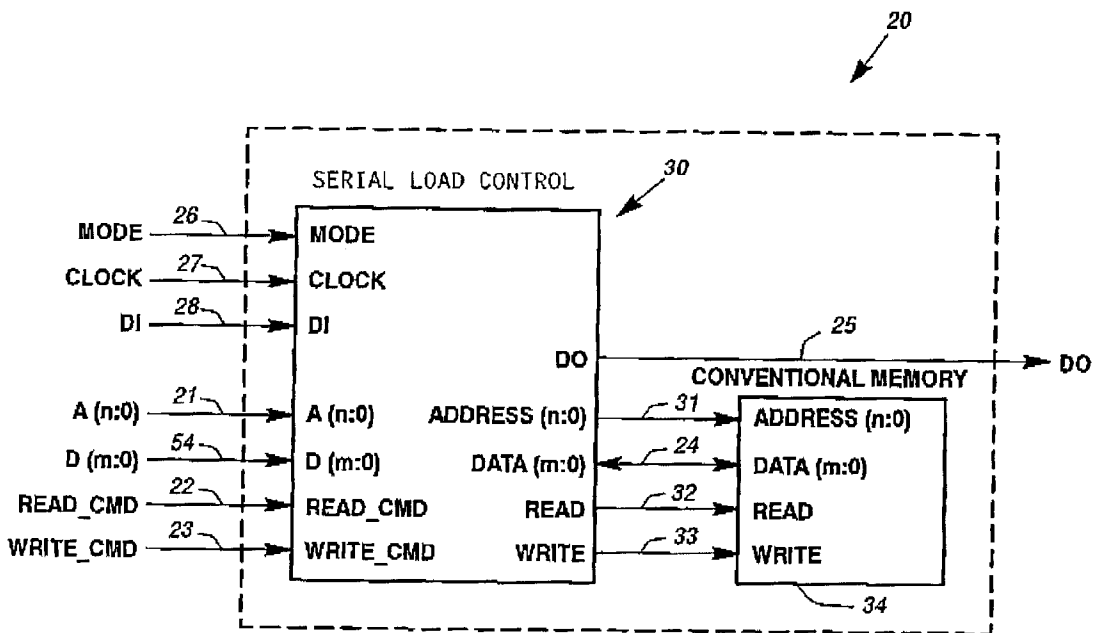 20
SERIAL LOAD CONTROL
30
MODE 26 MODE
CLOCK 27 CLOCK
DI 28 DI
DO 25 DO
CONVENTIONAL MEMORY
A (n:0) 21 A (n:0) ADDRESS (n:0) 31 ADDRESS (n:0)
D (m:0) 54 D (m:0) DATA (m:0) 24 DATA (m:0)
READ_CMD 22 READ_CMD READ 32 READ
WRITE_CMD 23 WRITE_CMD WRITE 33 WRITE
34